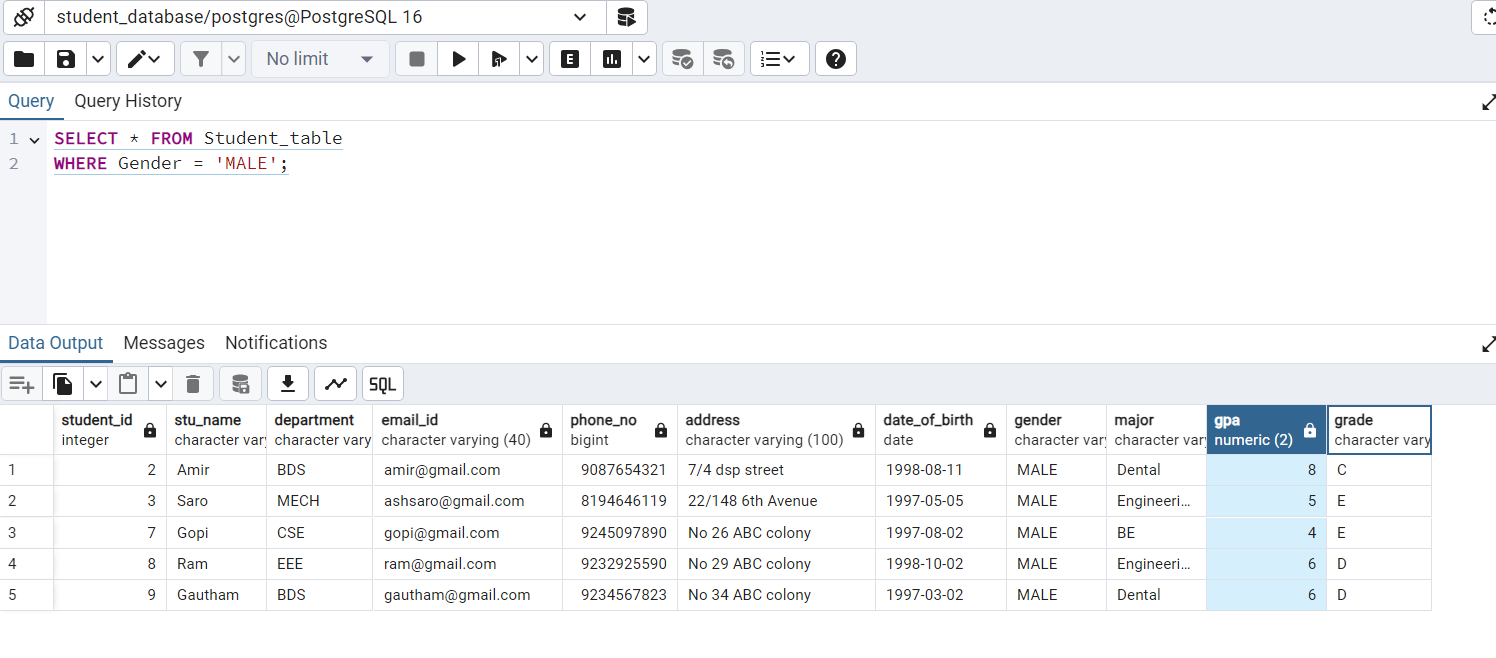 student_database/postgres@PostgreSQL 16
No limit E
Query Query History
1 SELECT * FROM Student_table
2 WHERE Gender = 'MALE';
Data Output Messages Notifications
SQL
student_id stu_name department email_id phone_no address date_of_birth gender major gpa grade
integer character vary character vary character varying (40) bigint character varying (100) date character vary character vary numeric (2) character vary
1 2 Amir BDS amir@gmail.com 9087654321 7/4 dsp street 1998-08-11 MALE Dental 8 C
2 3 Saro MECH ashsaro@gmail.com 8194646119 22/148 6th Avenue 1997-05-05 MALE Engineeri... 5 E
3 7 Gopi CSE gopi@gmail.com 9245097890 No 26 ABC colony 1997-08-02 MALE BE 4 E
4 8 Ram EEE ram@gmail.com 9232925590 No 29 ABC colony 1998-10-02 MALE Engineeri... 6 D
5 9 Gautham BDS gautham@gmail.com 9234567823 No 34 ABC colony 1997-03-02 MALE Dental 6 D